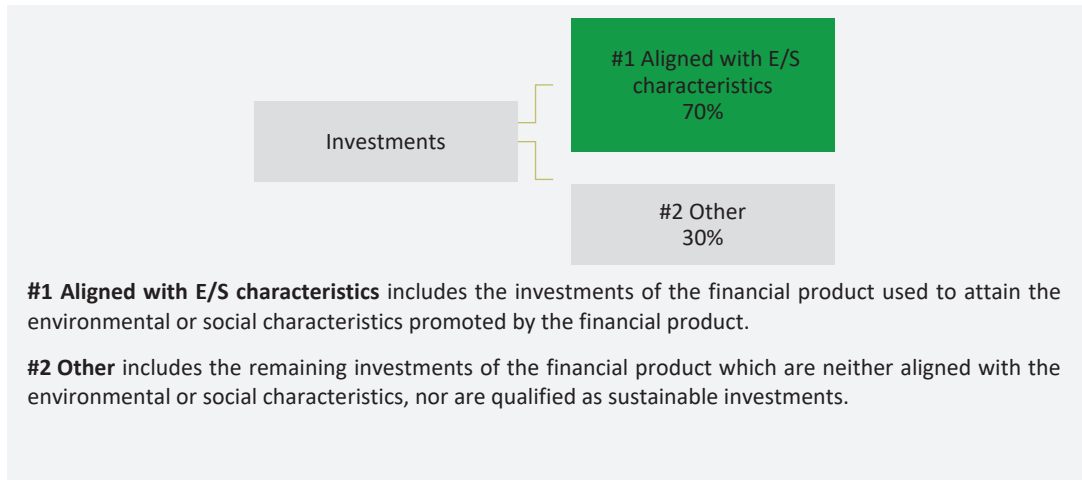 #1 Aligned with E/S
characteristics
70%
Investments
#2 Other
30%
#1 Aligned with E/S characteristics includes the investments of the financial product used to attain the
environmental or social characteristics promoted by the financial product.
#2 Other includes the remaining investments of the financial product which are neither aligned with the
environmental or social characteristics, nor are qualified as sustainable investments.